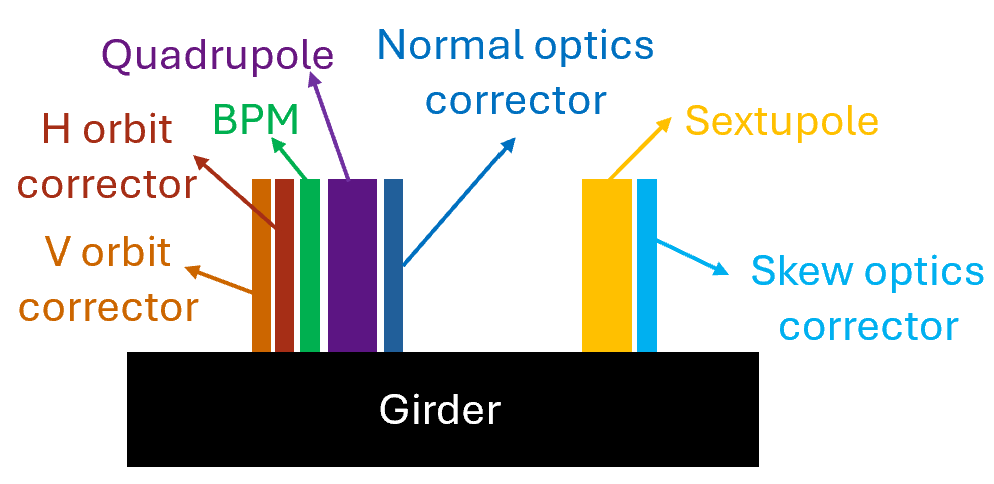 Quadrupole
Normal optics
corrector
H orbit
corrector
BPM
Sextupole
V orbit
corrector
Skew optics
corrector
Girder